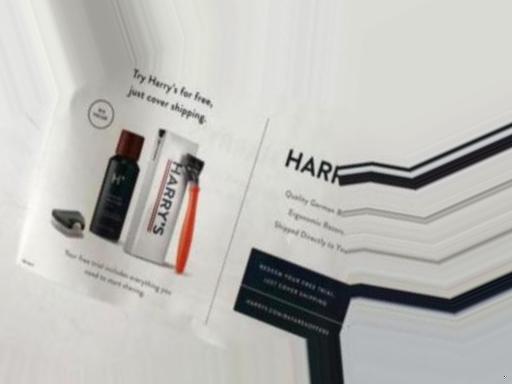 Try Harry's for free,
just cover shipping.
H'
HARRY'S
Your free trial includes everything you
need to start shaving.
HARR
Quality German
Ergonomic Razors.
Shipped Directly to You
REDEEM YOUR FREE TRIAL,
JUST COVER SHIPPING